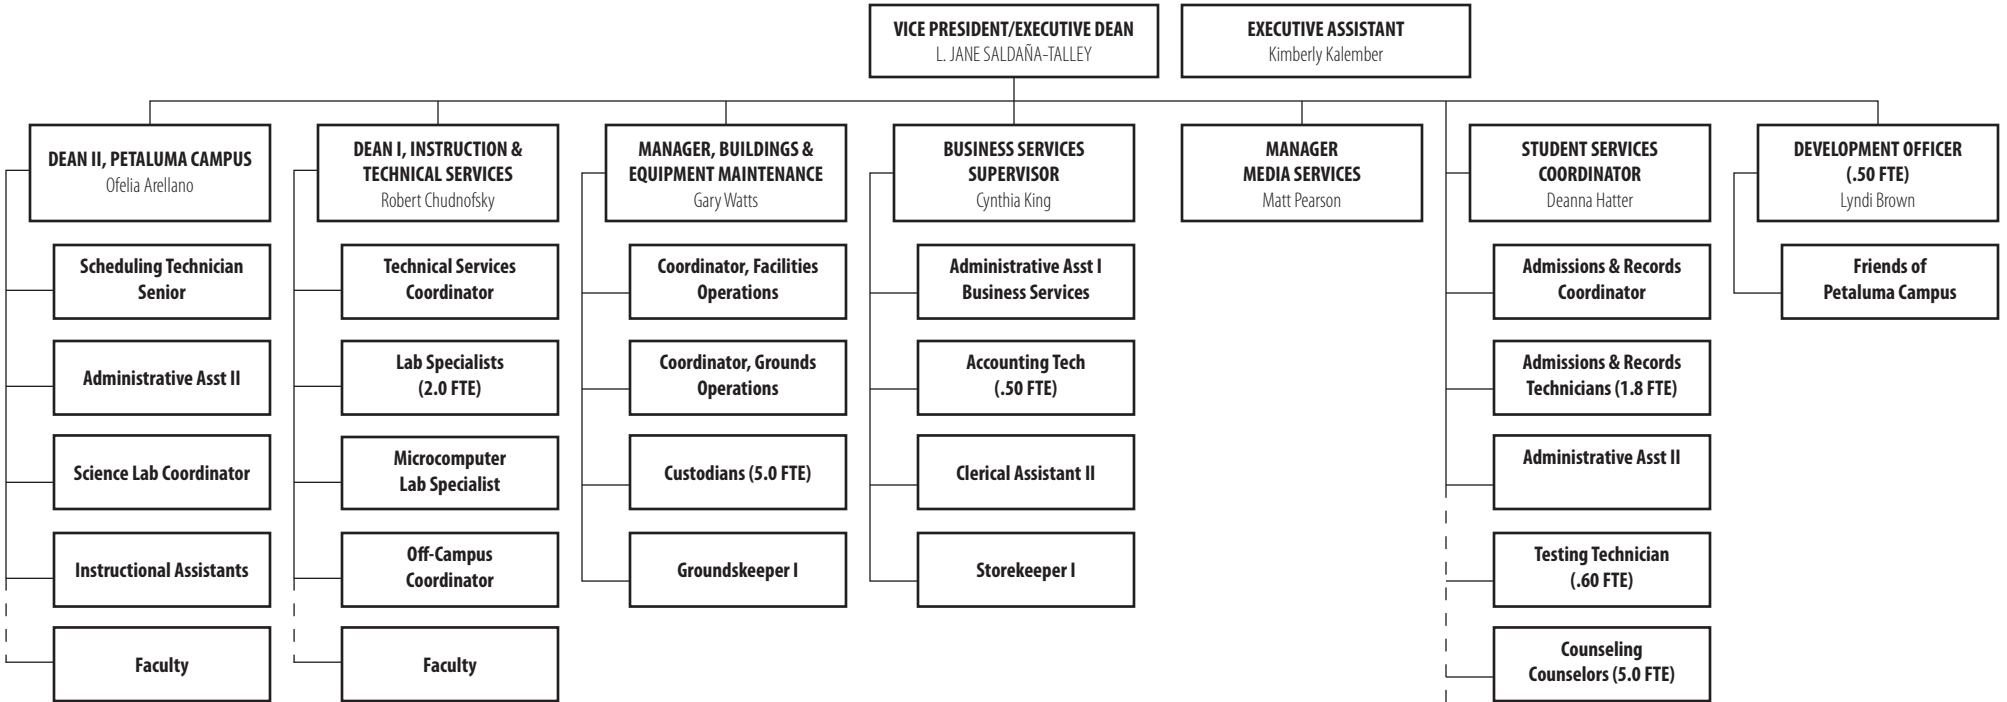 VICE PRESIDENT/EXECUTIVE DEAN
L. JANE SALDAÑA-TALLEY
EXECUTIVE ASSISTANT
Kimberly Kalember
DEAN II, PETALUMA CAMPUS
Ofelia Arellano
Scheduling Technician
Senior
Administrative Asst II
Science Lab Coordinator
Instructional Assistants
Faculty
DEAN I, INSTRUCTION &
TECHNICAL SERVICES
Robert Chudnofsky
Technical Services
Coordinator
Lab Specialists
(2.0 FTE)
Microcomputer
Lab Specialist
Off-Campus
Coordinator
Faculty
MANAGER, BUILDINGS &
EQUIPMENT MAINTENANCE
Gary Watts
Coordinator, Facilities
Operations
Coordinator, Grounds
Operations
Custodians (5.0 FTE)
Groundskeeper I
BUSINESS SERVICES
SUPERVISOR
Cynthia King
Administrative Asst I
Business Services
Accounting Tech
(.50 FTE)
Clerical Assistant II
Storekeeper I
MANAGER
MEDIA SERVICES
Matt Pearson
STUDENT SERVICES
COORDINATOR
Deanna Hatter
Admissions & Records
Coordinator
Admissions & Records
Technicians (1.8 FTE)
Administrative Asst II
Testing Technician
(.60 FTE)
Counseling
Counselors (5.0 FTE)
DEVELOPMENT OFFICER
(.50 FTE)
Lyndi Brown
Friends of
Petaluma Campus